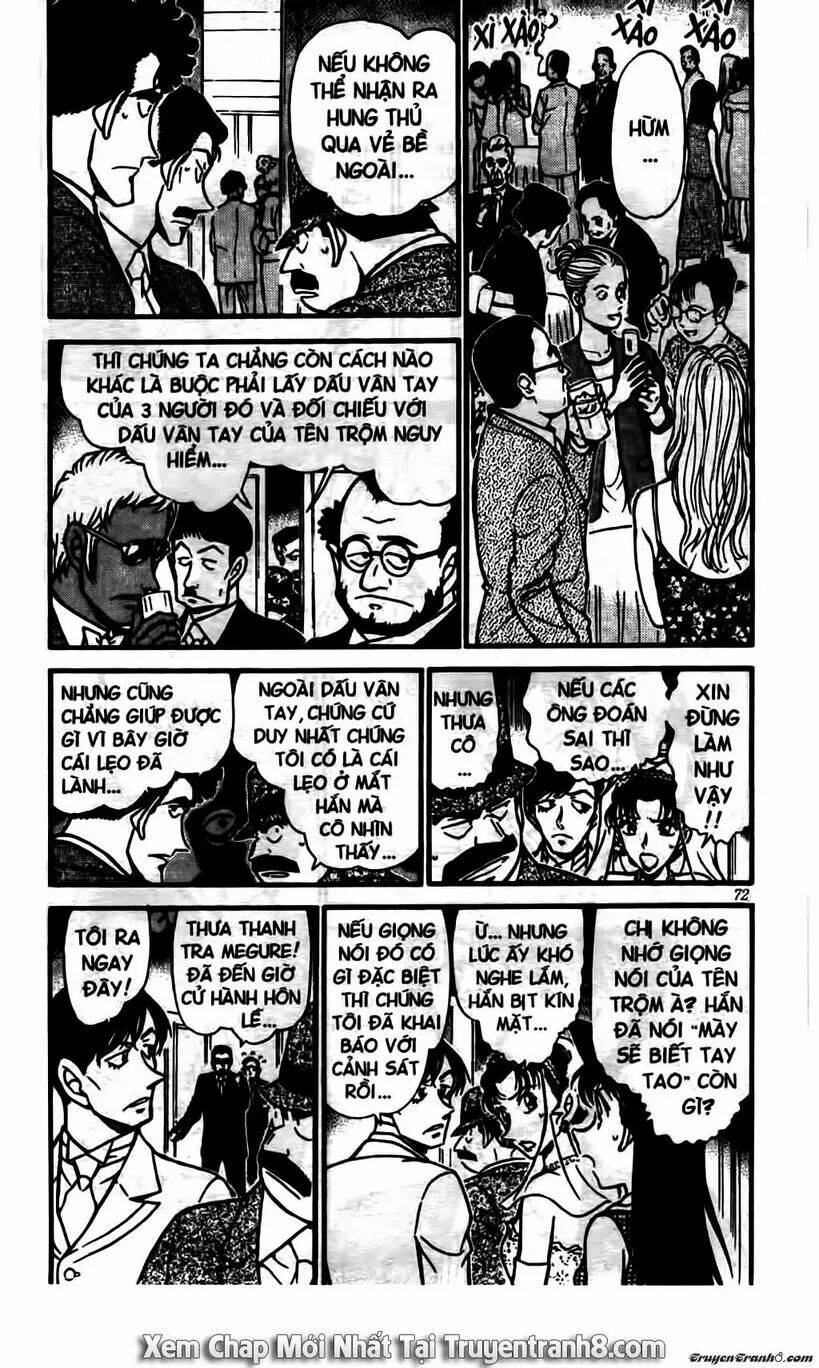 XÌ XÀO
XÌ XÀO
XÌ XÀO
HỪM
...
NẾU KHÔNG
THỂ NHẬN RA
HUNG THỦ
QUA VẺ BỀ
NGOÀI...
THÌ CHÚNG TA CHẲNG CÒN CÁCH NÀO
KHÁC LÀ BUỘC PHẢI LẤY DẤU VÂN TAY
CỦA 3 NGƯỜI ĐÓ VÀ ĐỐI CHIẾU VỚI
DẤU VÂN TAY CỦA TÊN TRỘM NGUY
HIỂM...
XIN
ĐỪNG
LÀM
NHƯ
VẬY
!!
NẾU CÁC
ÔNG ĐOÁN
SAI THÌ
SAO...
NHƯNG
THƯA
CÔ
...
NGOÀI DẤU VÂN
TAY, CHỨNG CỨ
DUY NHẤT CHÚNG
TÔI CÓ LÀ CÁI
LẸO Ở MẮT
HẮN MÀ
CÔ NHÌN
THẤY...
NHƯNG CŨNG
CHẲNG GIÚP ĐƯỢC
GÌ VÌ BÂY GIỜ
CÁI LẸO ĐÃ
LÀNH...
72
CHỊ KHÔNG
NHỚ GIỌNG
NÓI CỦA TÊN
TRỘM À? HẮN
ĐÃ NÓI "MÀY
SẼ BIẾT TAY
TAO" CÒN
GÌ?
Ừ... NHƯNG
LÚC ẤY KHÓ
NGHE LẮM,
HẮN BỊT KÍN
MẶT...
NẾU GIỌNG
NÓI ĐÓ CÓ
GÌ ĐẶC BIỆT
THÌ CHÚNG
TÔI ĐÃ KHAI
BÁO VỚI
CẢNH SÁT
RỒI...
THƯA THANH
TRA MEGURE!
ĐÃ ĐẾN GIỜ
CỬ HÀNH HÔN
LỄ...
TÔI RA
NGAY
ĐÂY!
Xem Chap Mới Nhất Tại Truyentranh8.com
TruyenTranh8.com